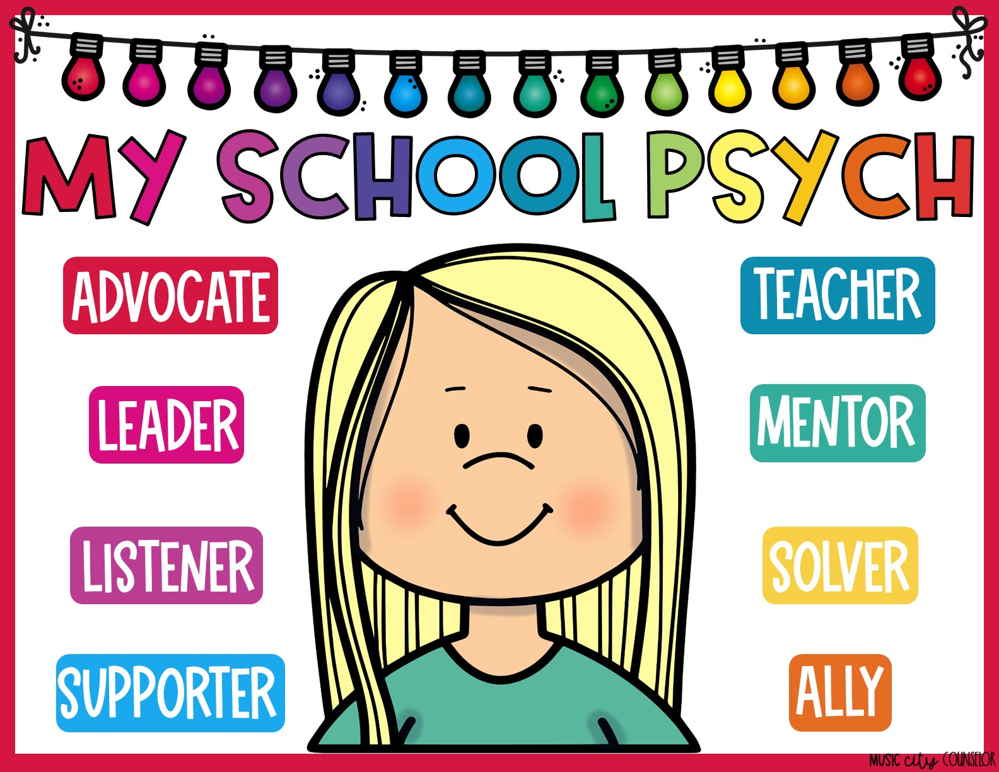 MY SCHOOL PSYCH
ADVOCATE
LEADER
LISTENER
SUPPORTER
TEACHER
MENTOR
SOLVER
ALLY
MUSIC city COUNSELOR